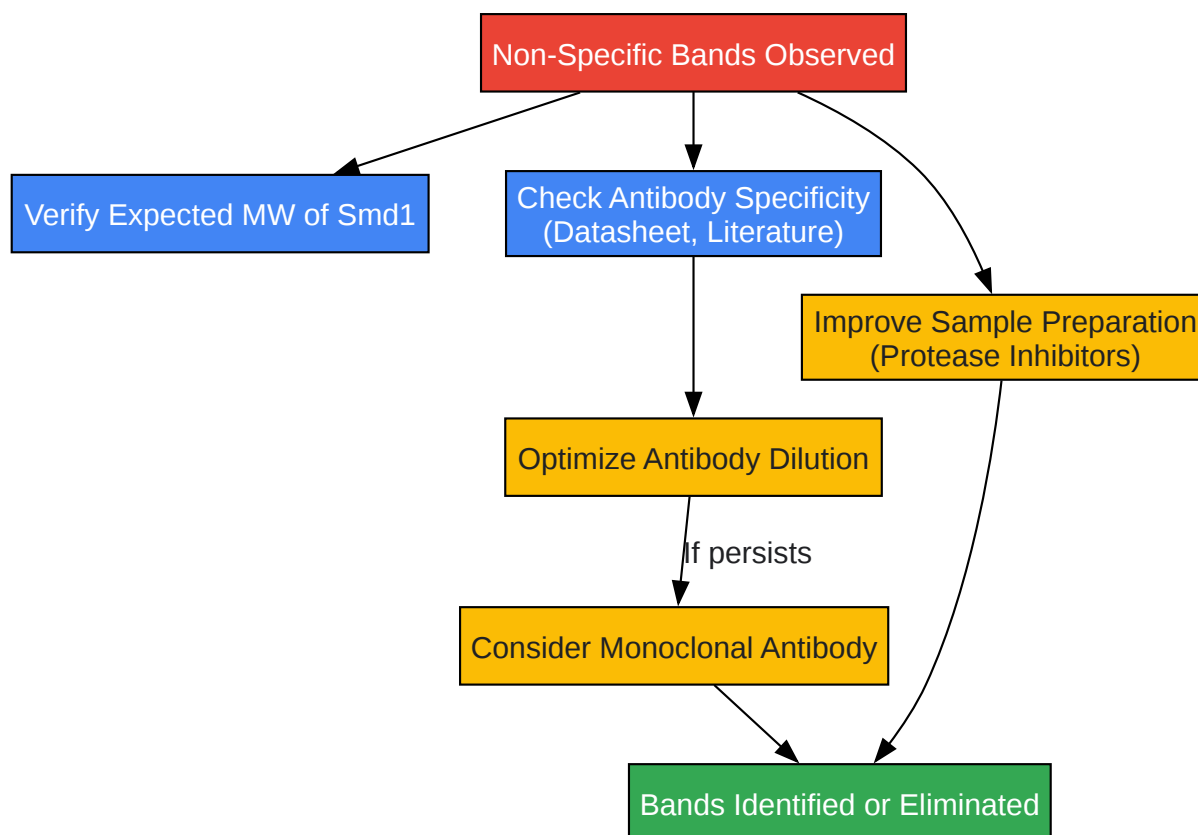 Non-Specific Bands Observed
Verify Expected MW of Smd1
Check Antibody Specificity
(Datasheet, Literature)
Improve Sample Preparation
(Protease Inhibitors)
Optimize Antibody Dilution
If persists
Consider Monoclonal Antibody
Bands Identified or Eliminated